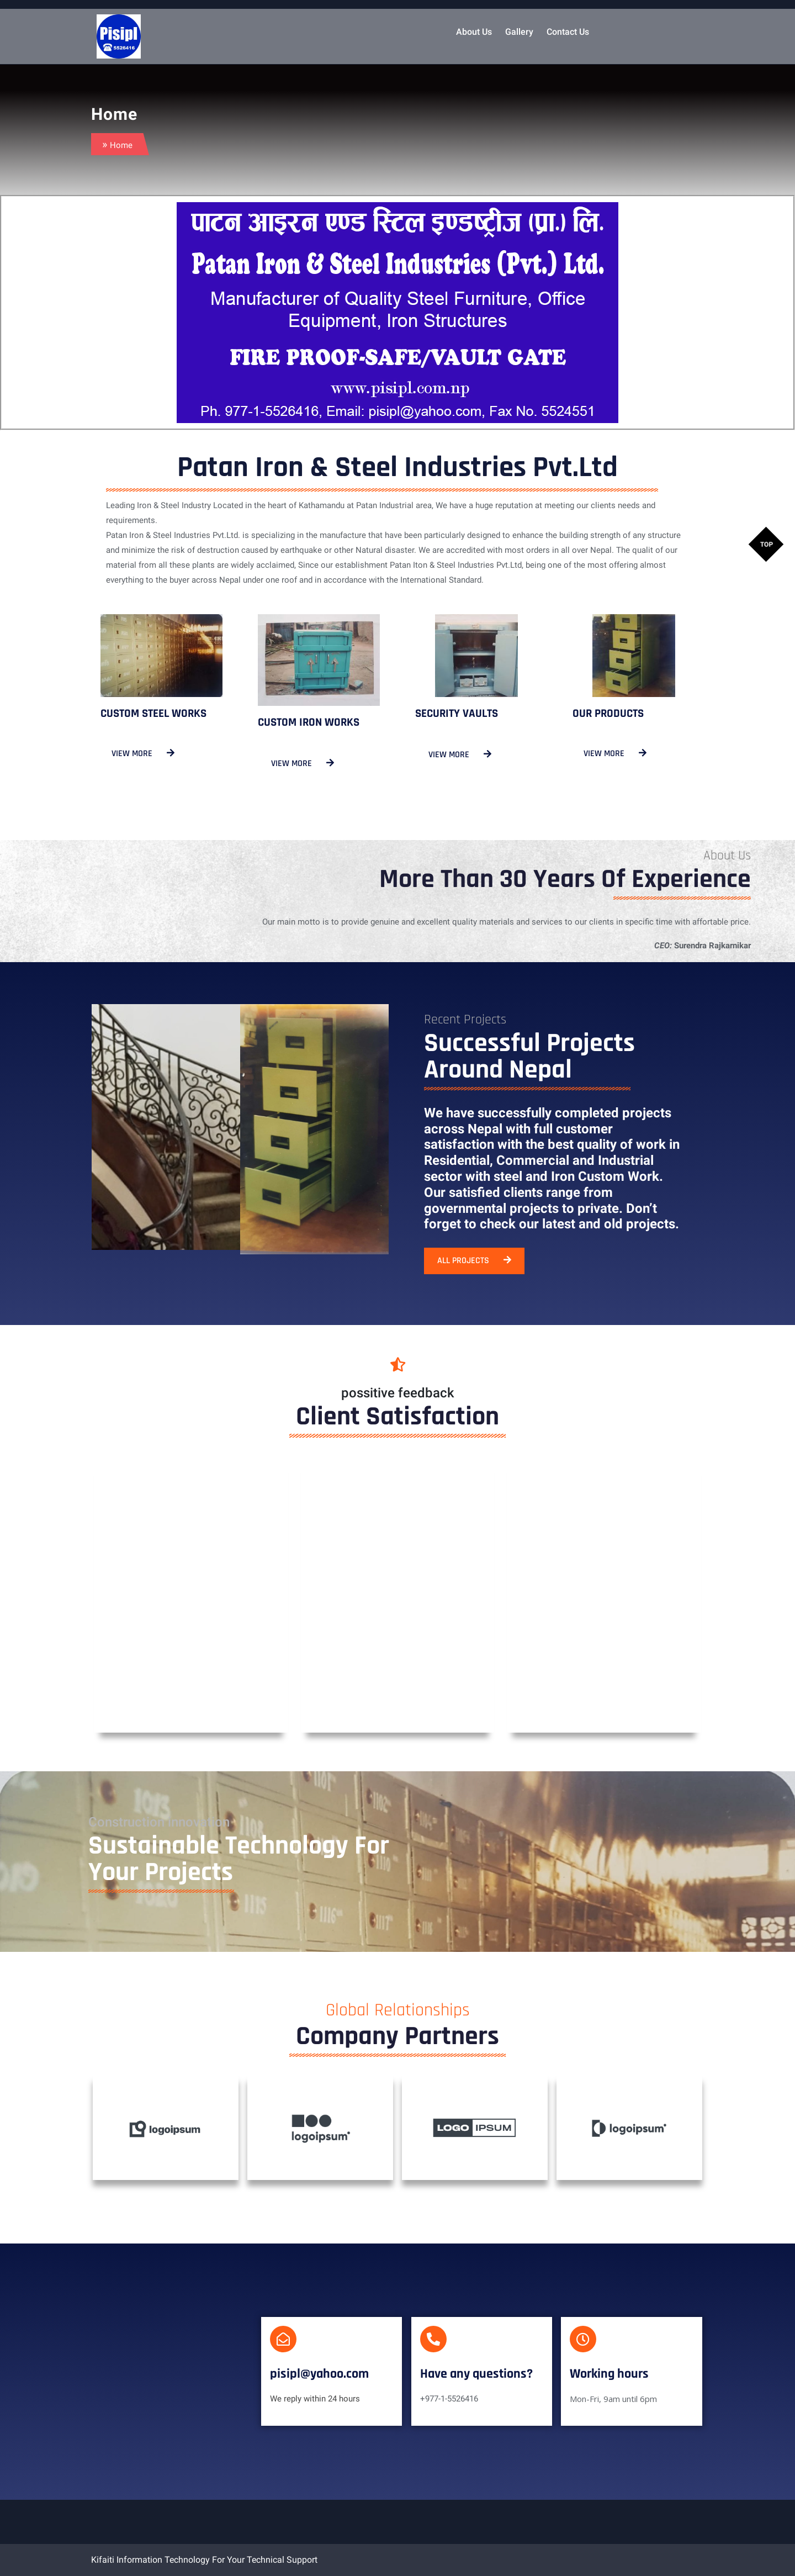 Pisipl
5526416
About Us
Gallery
Contact Us
Home
» Home
पाटन आइरन एण्ड स्टिल इण्डष्ट्रीज (प्रा.) लि.
Patan Iron & Steel Industries (Pvt.) Ltd.
Manufacturer of Quality Steel Furniture, Office
Equipment, Iron Structures
FIRE PROOF-SAFE/VAULT GATE
www.pisipl.com.np
Ph. 977-1-5526416, Email: pisipl@yahoo.com, Fax No. 5524551
Patan Iron & Steel Industries Pvt.Ltd
Leading Iron & Steel Industry Located in the heart of Kathamandu at Patan Industrial area, We have a huge reputation at meeting our clients needs and
requirements.
Patan Iron & Steel Industries Pvt.Ltd. is specializing in the manufacture that have been particularly designed to enhance the building strength of any structure
and minimize the risk of destruction caused by earthquake or other Natural disaster. We are accredited with most orders in all over Nepal. The qualit of our
material from all these plants are widely acclaimed, Since our establishment Patan Iton & Steel Industries Pvt.Ltd, being one of the most offering almost
everything to the buyer across Nepal under one roof and in accordance with the International Standard.
TOP
CUSTOM STEEL WORKS
VIEW MORE
CUSTOM IRON WORKS
VIEW MORE
SECURITY VAULTS
VIEW MORE
OUR PRODUCTS
VIEW MORE
About Us
More Than 30 Years Of Experience
Our main motto is to provide genuine and excellent quality materials and services to our clients in specific time with affortable price.
CEO: Surendra Rajkarnikar
Recent Projects
Successful Projects
Around Nepal
We have successfully completed projects
across Nepal with full customer
satisfaction with the best quality of work in
Residential, Commercial and Industrial
sector with steel and Iron Custom Work.
Our satisfied clients range from
governmental projects to private. Don't
forget to check our latest and old projects.
ALL PROJECTS
possitive feedback
Client Satisfaction
Construction Innovation
Sustainable Technology For
Your Projects
1103
1101
1102
1108
1115
1116
1117
Global Relationships
Company Partners
logoipsum
logoipsum
LOGO IPSUM
logoipsum
pisipl@yahoo.com
We reply within 24 hours
Have any questions?
+977-1-5526416
Working hours
Mon-Fri, 9am until 6pm
Kifaiti Information Technology For Your Technical Support